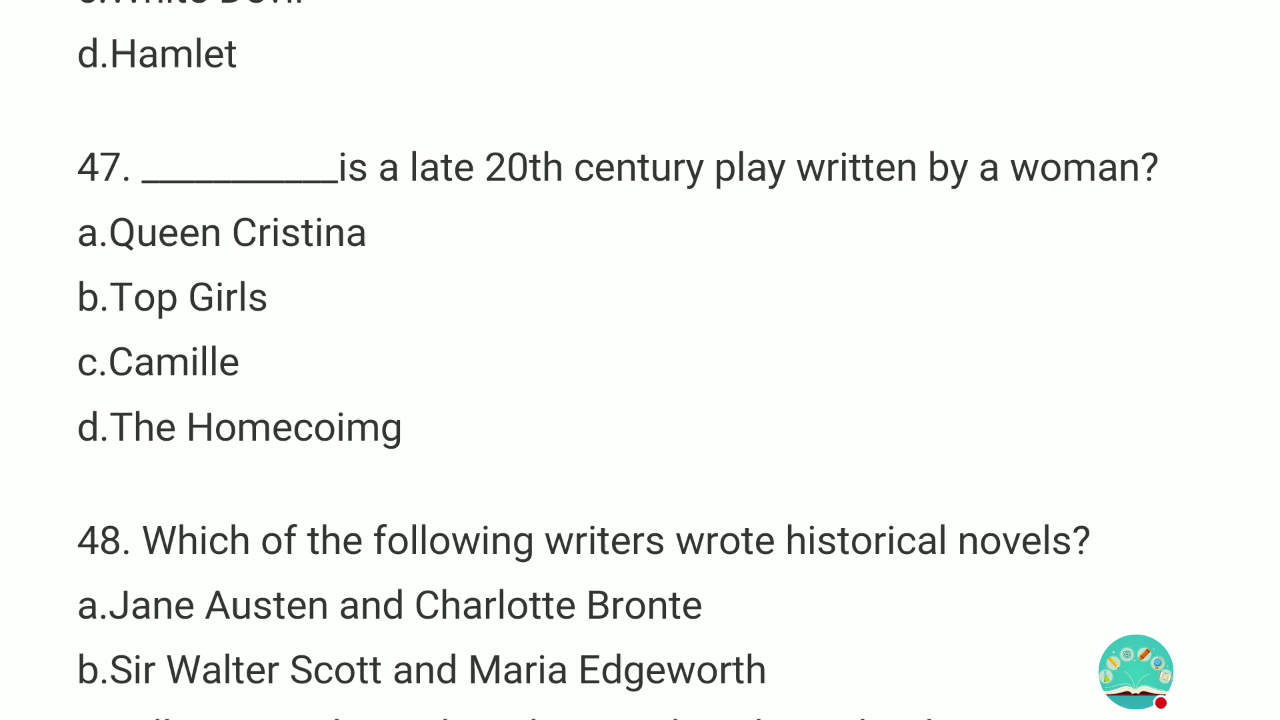 d.Hamlet
47. __________is a late 20th century play written by a woman?
a.Queen Cristina
b.Top Girls
c.Camille
d.The Homecoimg
48. Which of the following writers wrote historical novels?
a.Jane Austen and Charlotte Bronte
b.Sir Walter Scott and Maria Edgeworth